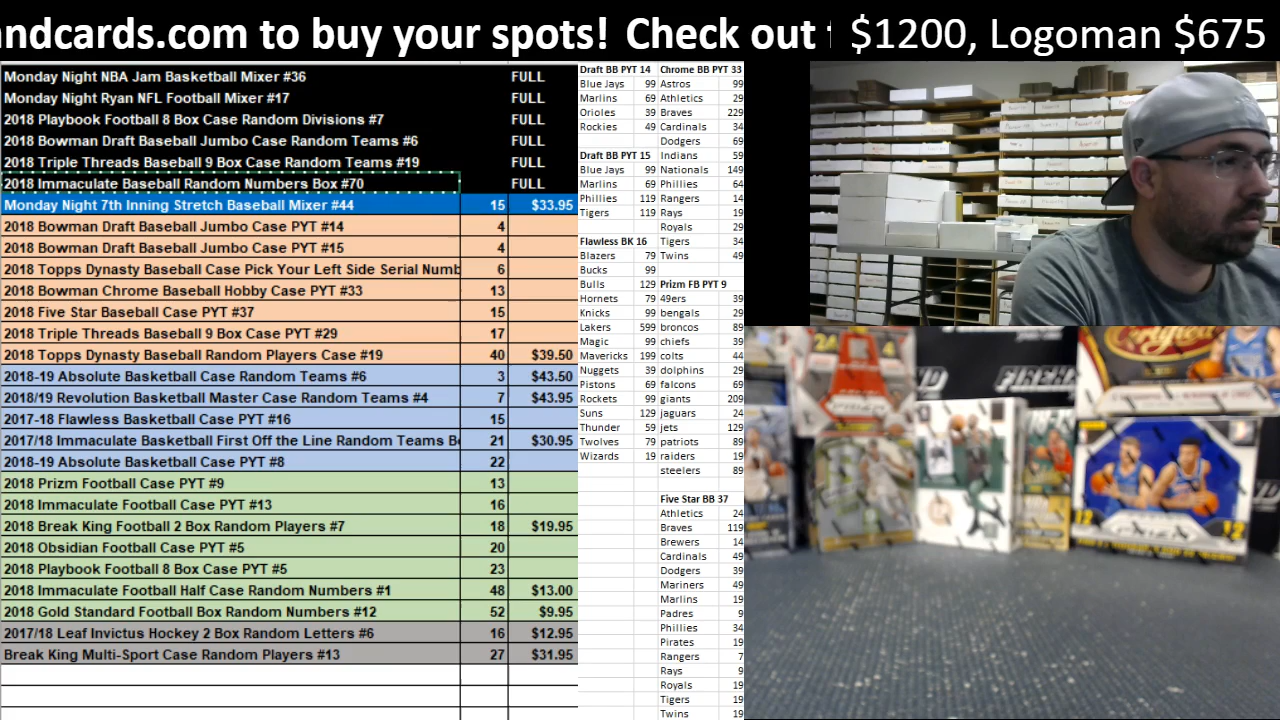 ndcards.com to buy your spots! Check out
$1200, Logoman $675
Monday Night NBA Jam Basketball Mixer #36 FULL
Monday Night Ryan NFL Football Mixer #17 FULL
2018 Playbook Football 8 Box Case Random Divisions #7 FULL
2018 Bowman Draft Baseball Jumbo Case Random Teams #6 FULL
2018 Triple Threads Baseball 9 Box Case Random Teams #19 FULL
2018 Immaculate Baseball Random Numbers Box #70 FULL
Monday Night 7th Inning Stretch Baseball Mixer #44 15 $33.95
2018 Bowman Draft Baseball Jumbo Case PYT #14 4
2018 Bowman Draft Baseball Jumbo Case PYT #15 4
2018 Topps Dynasty Baseball Case Pick Your Left Side Serial Numb 6
2018 Bowman Chrome Baseball Hobby Case PYT #33 13
2018 Five Star Baseball Case PYT #37 15
2018 Triple Threads Baseball 9 Box Case PYT #29 17
2018 Topps Dynasty Baseball Random Players Case #19 40 $39.50
2018-19 Absolute Basketball Case Random Teams #6 3 $43.50
2018/19 Revolution Basketball Master Case Random Teams #4 7 $43.95
2017-18 Flawless Basketball Case PYT #16 15
2017/18 Immaculate Basketball First Off the Line Random Teams Bo 21 $30.95
2018-19 Absolute Basketball Case PYT #8 22
2018 Prizm Football Case PYT #9 13
2018 Immaculate Football Case PYT #13 16
2018 Break King Football 2 Box Random Players #7 18 $19.95
2018 Obsidian Football Case PYT #5 20
2018 Playbook Football 8 Box Case PYT #5 23
2018 Immaculate Football Half Case Random Numbers #1 48 $13.00
2018 Gold Standard Football Box Random Numbers #12 52 $9.95
2017/18 Leaf Invictus Hockey 2 Box Random Letters #6 16 $12.95
Break King Multi-Sport Case Random Players #13 27 $31.95
Draft BB PYT 14
Blue Jays 99
Marlins 69
Orioles 39
Rockies 49
Draft BB PYT 15
Blue Jays 99
Marlins 69
Phillies 119
Tigers 119
Flawless BK 16
Blazers 79
Bucks 99
Bulls 129
Hornets 79
Knicks 99
Lakers 599
Magic 99
Mavericks 199
Nuggets 39
Pistons 69
Rockets 99
Suns 129
Thunder 59
Twolves 79
Wizards 19
Chrome BB PYT 33
Astros 99
Athletics 29
Braves 229
Cardinals 34
Dodgers 69
Indians 59
Nationals 149
Phillies 64
Rangers 14
Rays 19
Royals 29
Tigers 34
Twins 49
Prizm FB PYT 9
49ers 39
bengals 29
broncos 89
chiefs 39
colts 44
dolphins 29
falcons 69
giants 209
jaguars 24
jets 129
patriots 89
raiders 19
steelers 89
Five Star BB 37
Athletics 24
Braves 119
Brewers 14
Cardinals 49
Dodgers 39
Mariners 49
Marlins 19
Padres 9
Phillies 34
Pirates 19
Rangers 7
Rays 9
Royals 19
Tigers 19
Twins 19
Certified
PRIZM
12
PRIZM
12